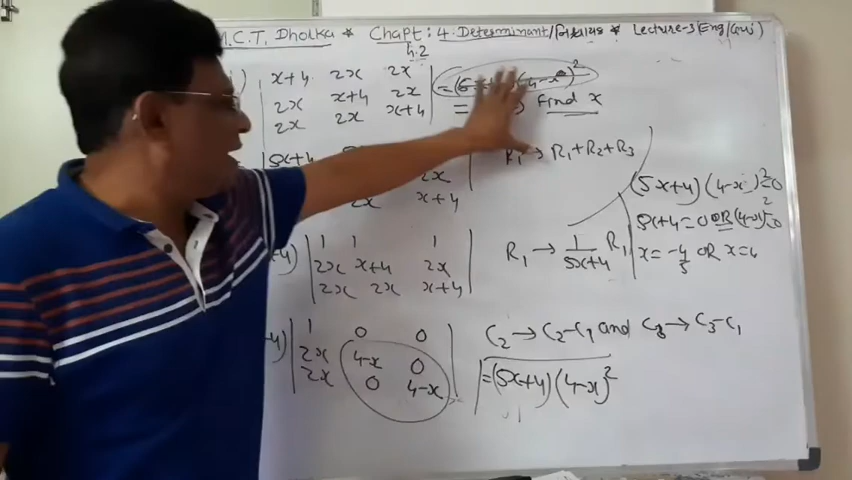 M.C.T. Dholka * Chapt: 4. Determinant/નિશ્ચાયક * Lecture-3(Eng/Guj)
4.2
| x+4 2x 2x |
| 2x x+4 2x | = Find x
| 2x 2x x+4 |
5x+4
R₁ → R₁+R₂+R₃
2x
2x x+4
| 1 1 1 |
| 2x x+4 2x | R₁ → 1/5x+4 R₁
| 2x 2x x+4 |
(5x+4)(4-x)²=0
5x+4=0 OR (4-x)²=0
x=-4/5 OR x=4
| 1 0 0 | C₂ → C₂-C₁ and C₃ → C₃-C₁
| 2x 4-x 0 |
| 2x 0 4-x | =(5x+4)(4-x)²